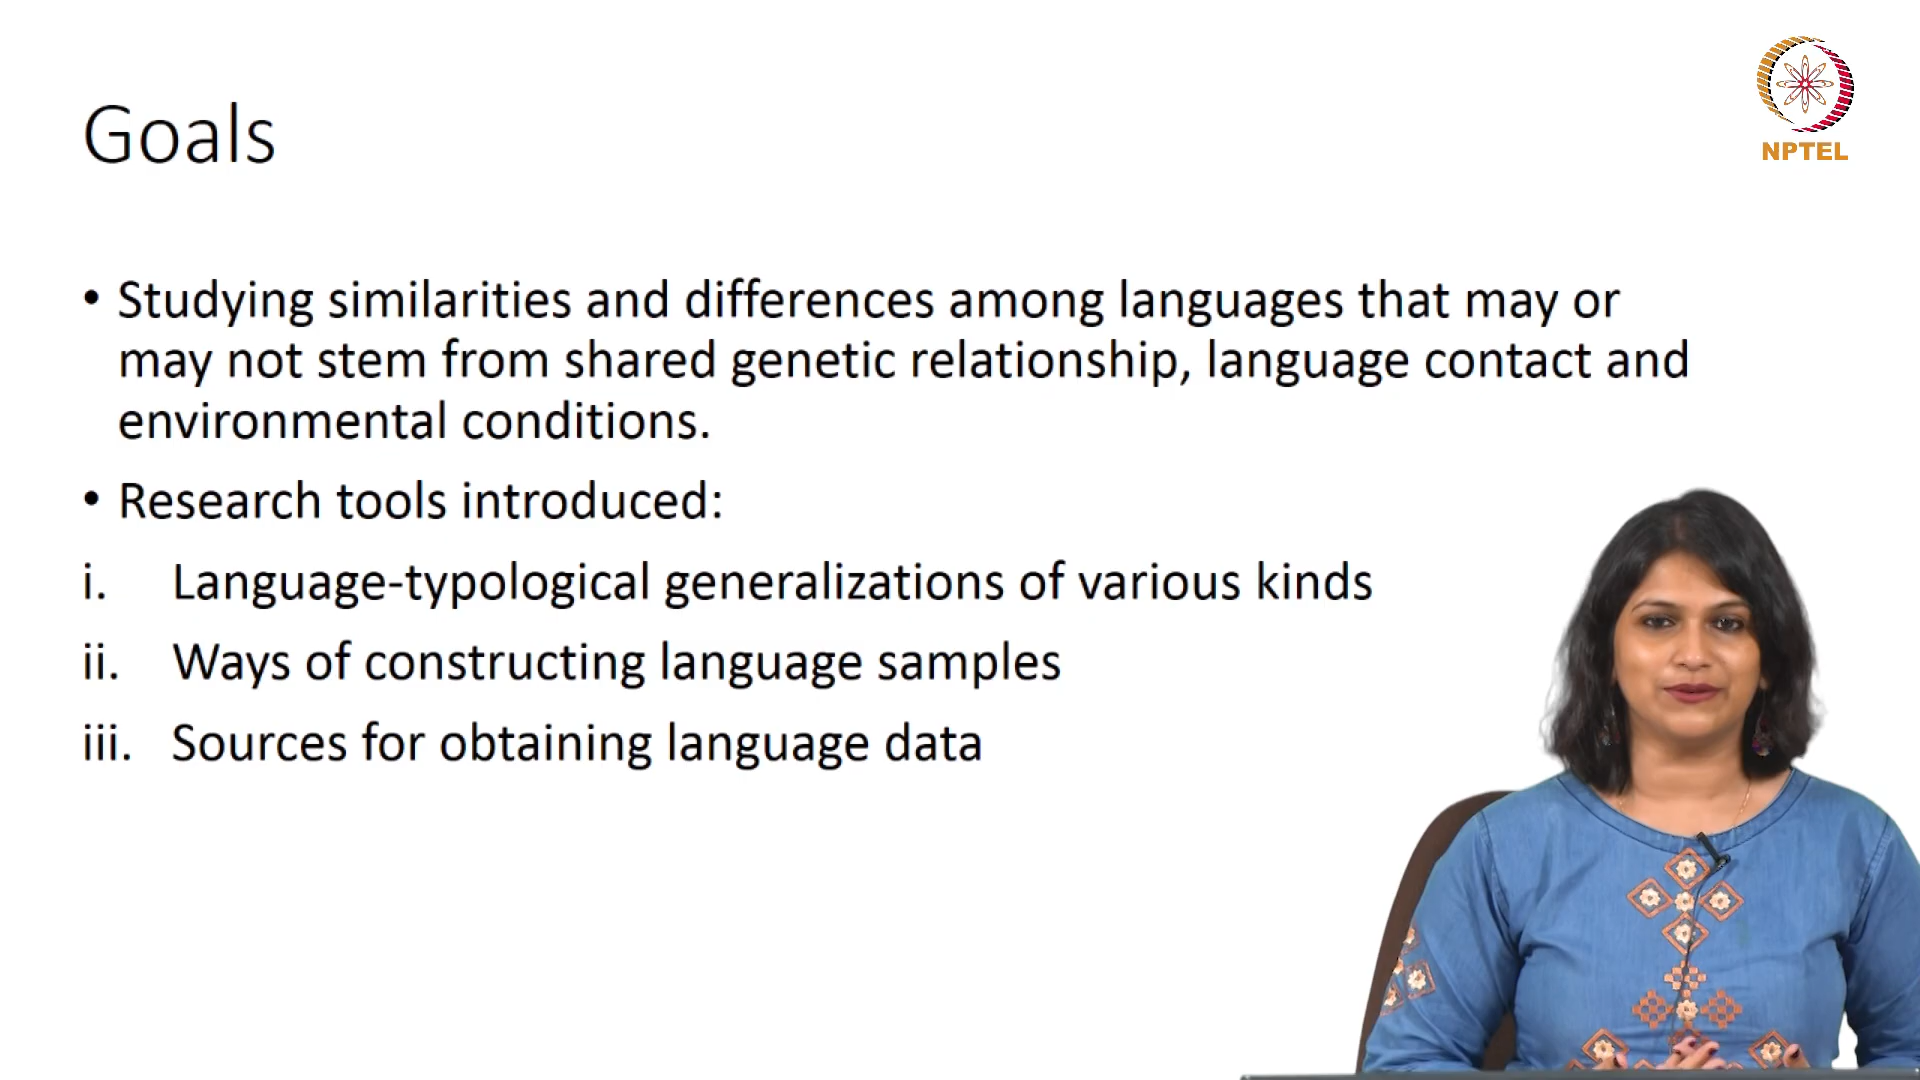 Goals
NPTEL
• Studying similarities and differences among languages that may or
may not stem from shared genetic relationship, language contact and
environmental conditions.
• Research tools introduced:
i. Language-typological generalizations of various kinds
ii. Ways of constructing language samples
iii. Sources for obtaining language data